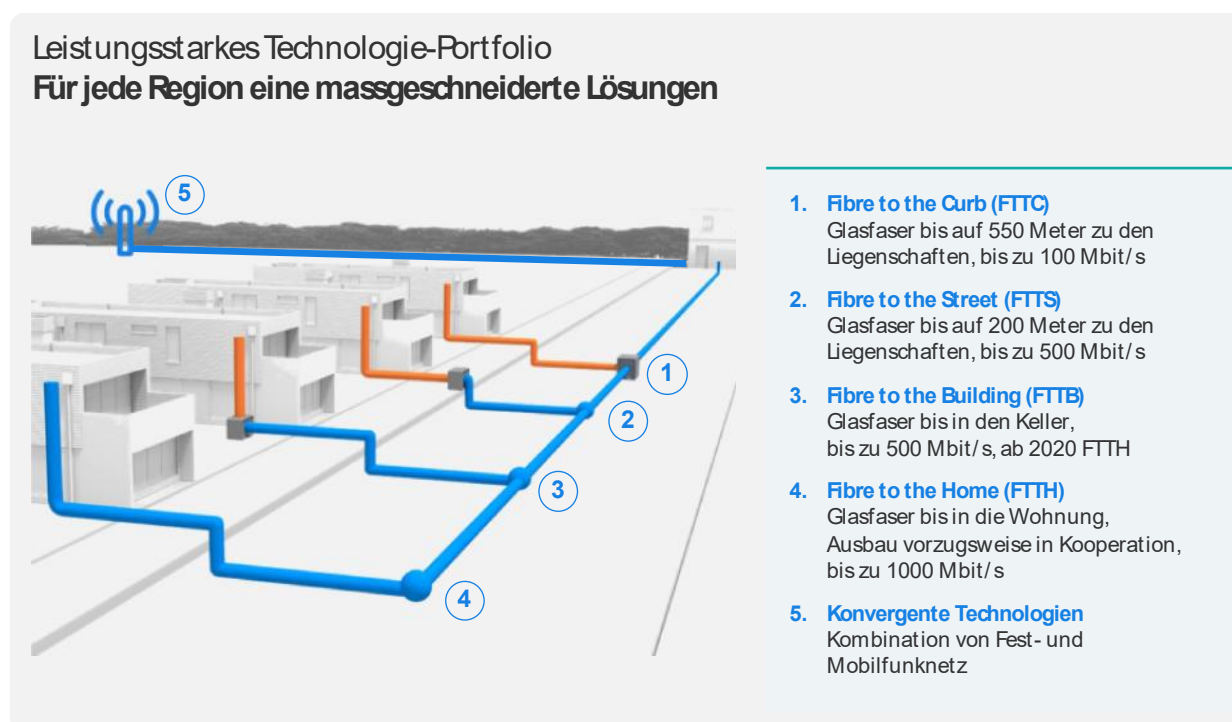 Leistungsstarkes Technologie-Portfolio
Für jede Region eine massgeschneiderte Lösungen
5
1
2
3
4
1. Fibre to the Curb (FTTC)
Glasfaser bis auf 550 Meter zu den
Liegenschaften, bis zu 100 Mbit/s
2. Fibre to the Street (FTTS)
Glasfaser bis auf 200 Meter zu den
Liegenschaften, bis zu 500 Mbit/s
3. Fibre to the Building (FTTB)
Glasfaser bis in den Keller,
bis zu 500 Mbit/s, ab 2020 FTTH
4. Fibre to the Home (FTTH)
Glasfaser bis in die Wohnung,
Ausbau vorzugsweise in Kooperation,
bis zu 1000 Mbit/s
5. Konvergente Technologien
Kombination von Fest- und
Mobilfunknetz